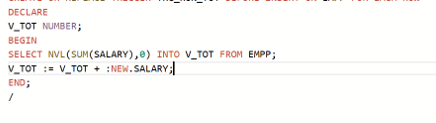 DECLARE
V_TOT NUMBER;
BEGIN
SELECT NVL(SUM(SALARY),0) INTO V_TOT FROM EMPP;
V_TOT := V_TOT + :NEW.SALARY;
END;
/